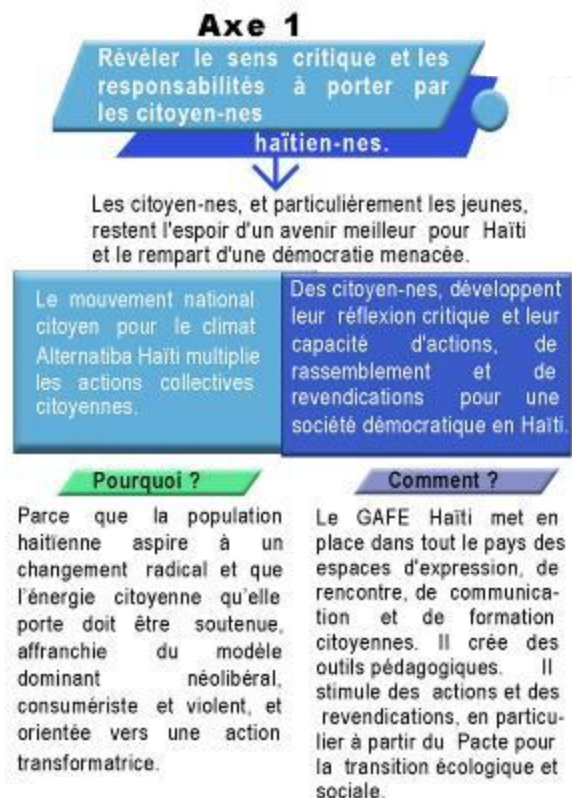 Axe 1
Révéler le sens critique et les
responsabilités à porter par
les citoyen-nes
haïtien-nes.
Les citoyen-nes, et particulièrement les jeunes,
restent l'espoir d'un avenir meilleur pour Haïti
et le rempart d'une démocratie menacée.
Le mouvement national
citoyen pour le climat
Alternatiba Haïti multiplie
les actions collectives
citoyennes.
Des citoyen-nes, développent
leur réflexion critique et leur
capacité d'actions, de
rassemblement et de
revendications pour une
société démocratique en Haïti.
Pourquoi ?
Parce que la population
haitienne aspire à un
changement radical et que
l'énergie citoyenne qu'elle
porte doit être soutenue,
affranchie du modèle
dominant néolibéral,
consumériste et violent, et
orientée vers une action
transformatrice.
Comment ?
Le GAFE Haïti met en
place dans tout le pays des
espaces d'expression, de
rencontre, de communica-
tion et de formation
citoyennes. Il crée des
outils pédagogiques. Il
stimule des actions et des
revendications, en particu-
lier à partir du Pacte pour
la transition écologique et
sociale.